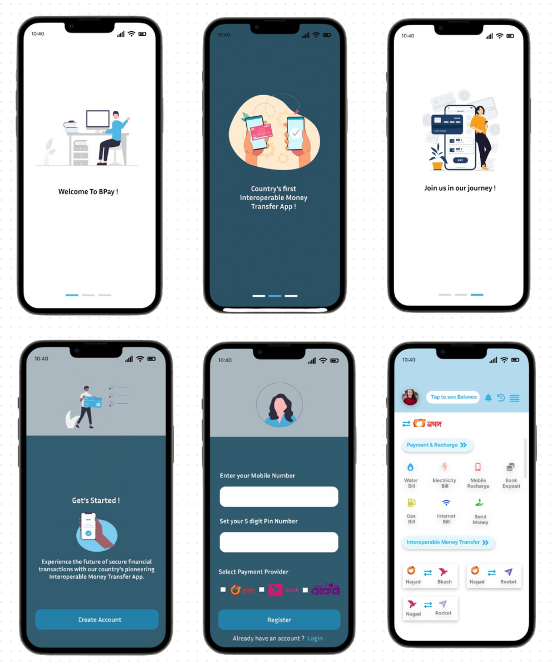 10:40
Welcome To BPay !
10:40
Country's first
Interoperable Money
Transfer App !
10:40
Join us in our journey !
10:40
Get's Started !
Experience the future of secure financial
transactions with our country's pioneering
Interoperable Money Transfer App.
Create Account
10:40
Enter your Mobile Number
Set your 5 digit Pin Number
Select Payment Provider
নগদ
রকেট
Register
Already have an account ? Login
10:40
Tap to see Balance
নগদ
Payment & Recharge
Water
Bill
Electricity
Bill
Mobile
Recharge
Bank
Deposit
Gas
Bill
Internet
Bill
Send
Money
Interoperable Money Transfer
Nagad
Bkash
Nagad
Rocket
Nagad
Rocket